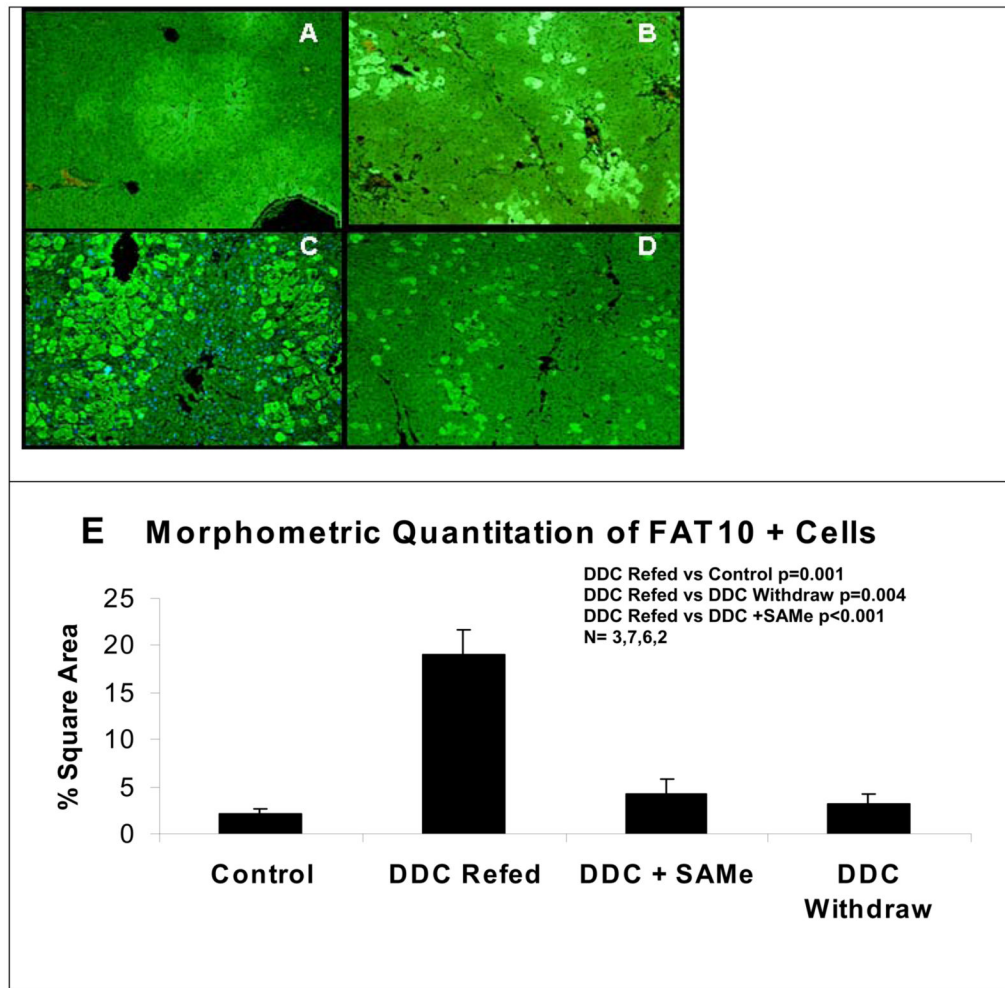 A
B
C
D
E Morphometric Quantitation of FAT10 + Cells
DDC Refed vs Control p=0.001
DDC Refed vs DDC Withdraw p=0.004
DDC Refed vs DDC +SAMe p<0.001
N= 3,7,6,2
% Square Area
25
20
15
10
5
0
Control
DDC Refed
DDC + SAMe
DDC
Withdraw